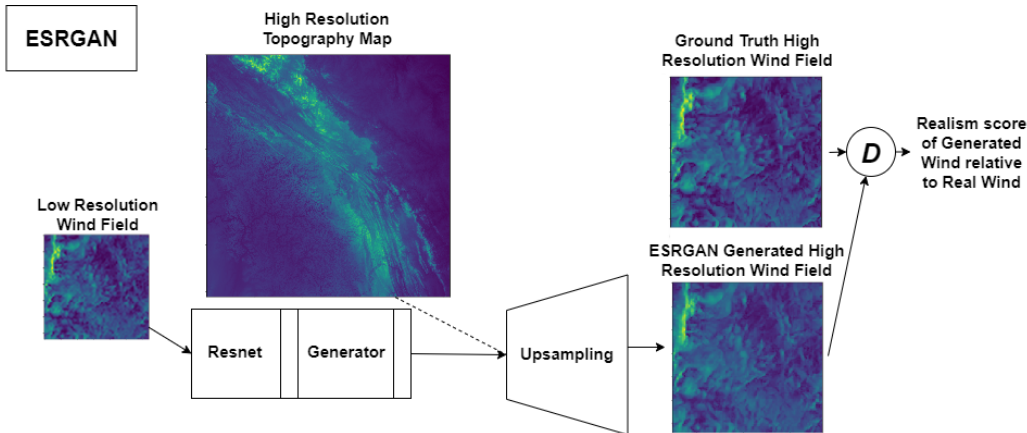 ESRGAN
High Resolution
Topography Map
Ground Truth High
Resolution Wind Field
D
Realism score
of Generated
Wind relative
to Real Wind
Low Resolution
Wind Field
ESRGAN Generated High
Resolution Wind Field
Resnet
Generator
Upsampling